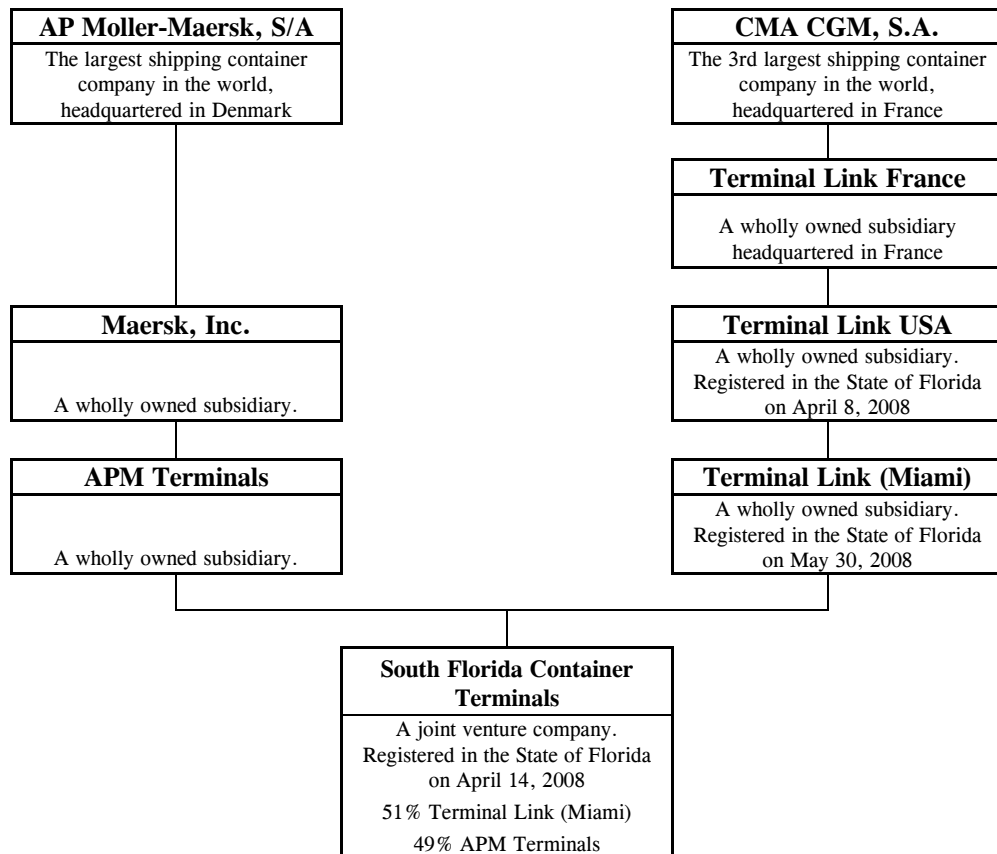 AP Moller-Maersk, S/A
The largest shipping container
company in the world,
headquartered in Denmark
CMA CGM, S.A.
The 3rd largest shipping container
company in the world,
headquartered in France
Terminal Link France
A wholly owned subsidiary
headquartered in France
Maersk, Inc.
A wholly owned subsidiary.
Terminal Link USA
A wholly owned subsidiary.
Registered in the State of Florida
on April 8, 2008
APM Terminals
A wholly owned subsidiary.
Terminal Link (Miami)
A wholly owned subsidiary.
Registered in the State of Florida
on May 30, 2008
South Florida Container
Terminals
A joint venture company.
Registered in the State of Florida
on April 14, 2008
51% Terminal Link (Miami)
49% APM Terminals